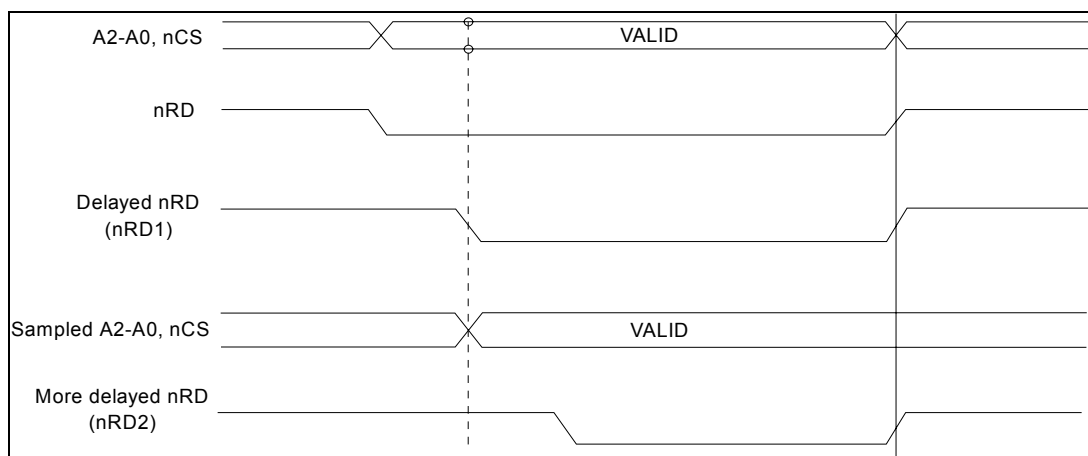 A2-A0, nCS
VALID
nRD
Delayed nRD
(nRD1)
Sampled A2-A0, nCS
VALID
More delayed nRD
(nRD2)